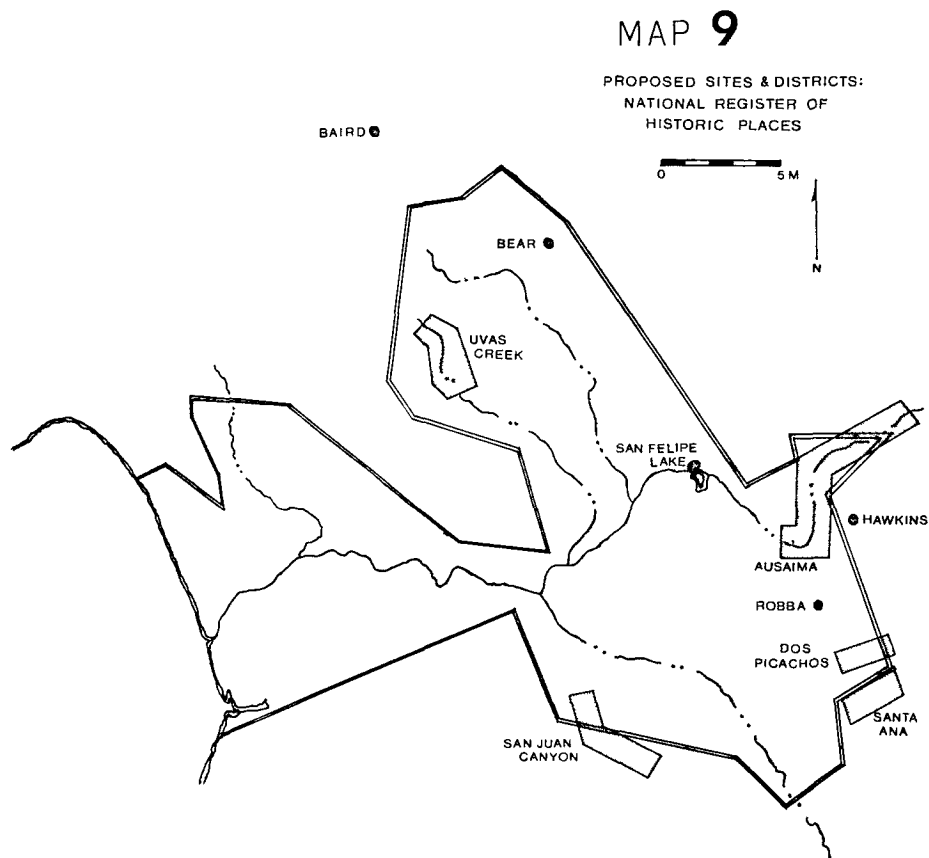 MAP 9
PROPOSED SITES & DISTRICTS:
NATIONAL REGISTER OF
HISTORIC PLACES
BAIRD
0 5 M
BEAR
N
UVAS
CREEK
SAN FELIPE
LAKE
HAWKINS
AUSAIMA
ROBBA
DOS
PICACHOS
SANTA
ANA
SAN JUAN
CANYON